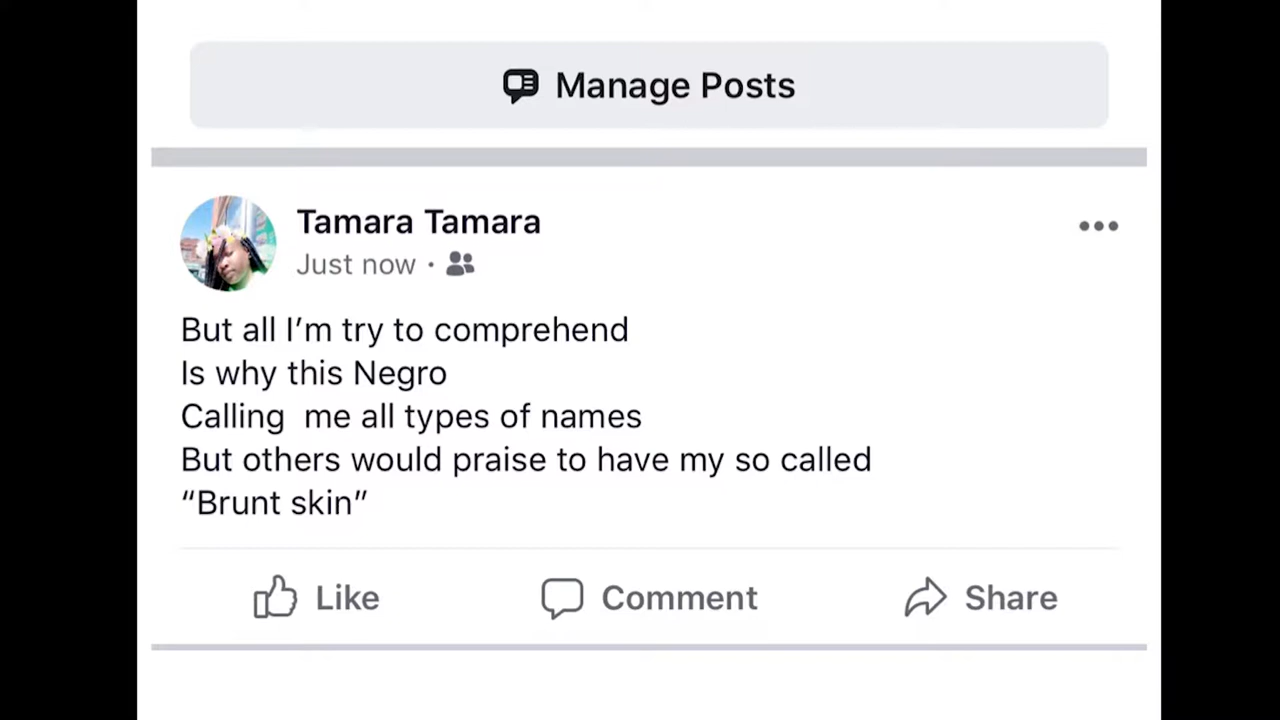 Manage Posts
Tamara Tamara
Just now ·
But all I’m try to comprehend
Is why this Negro
Calling  me all types of names
But others would praise to have my so called
“Brunt skin”
Like
Comment
Share